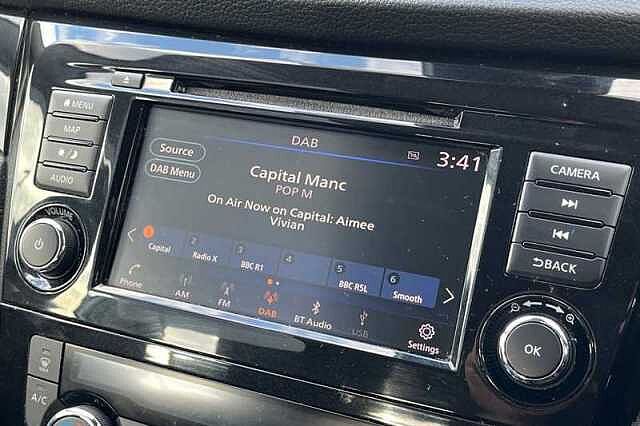 MENU
MAP
AUDIO
VOLUME
A/C
DAB
TA
3:41
Source
DAB Menu
Capital Manc
POP M
On Air Now on Capital: Aimee
Vivian
1 Capital
2 Radio X
3 BBC R1
4
5 BBC R5L
6 Smooth
Phone
AM
FM
DAB
BT Audio
USB
Settings
CAMERA
BACK
OK